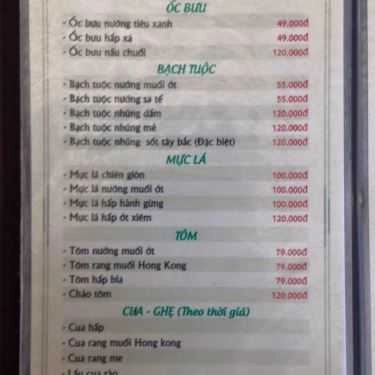 ỐC BƯU
- Ốc bưu nướng tiêu xanh 49.000đ
- Ốc bưu hấp xả 49.000đ
- Ốc bưu nấu chuối 120.000đ
BẠCH TUỘC
- Bạch tuộc nướng muối ớt 55.000đ
- Bạch tuộc nướng sa tế 55.000đ
- Bạch tuộc nhúng dấm 120.000đ
- Bạch tuộc nhúng mẻ 120.000đ
- Bạch tuộc nhúng sốt tây bắc (Đặc biệt) 120.000đ
MỰC LÁ
- Mực lá chiên giòn 100.000đ
- Mực lá nướng muối ớt 100.000đ
- Mực lá hấp hành gừng 100.000đ
- Mực lá hấp ớt xiêm 120.000đ
TÔM
- Tôm nướng muối ớt 79.000đ
- Tôm rang muối Hong Kong 79.000đ
- Tôm hấp bia 79.000đ
- Chảo tôm 120.000đ
CUA - GHẸ (Theo thời giá)
- Cua hấp
- Cua rang muối Hong kong
- Cua rang me
- Lẩu cua